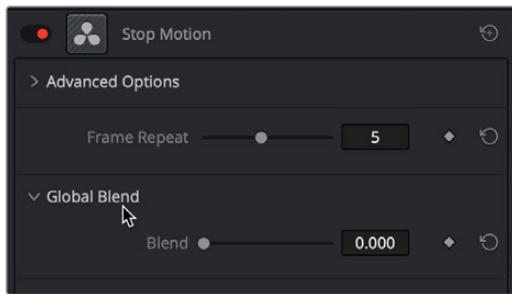 Stop Motion
Advanced Options
Frame Repeat 5
Global Blend
Blend 0.000